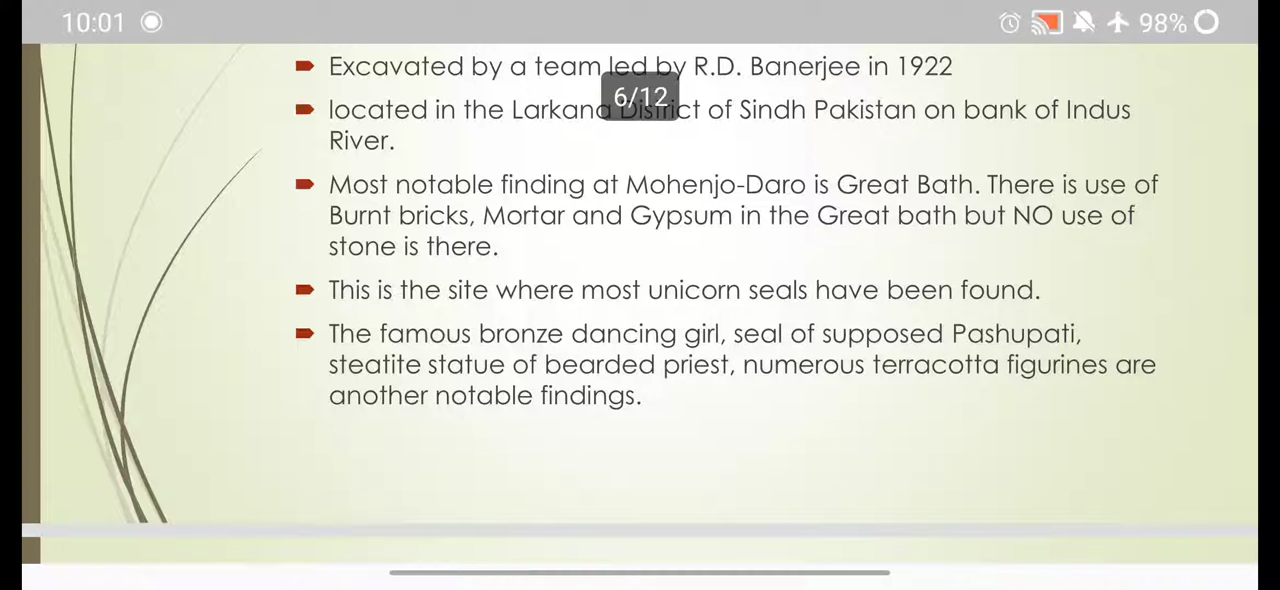 10:01 98%
Excavated by a team led by R.D. Banerjee in 1922
6/12
located in the Larkana District of Sindh Pakistan on bank of Indus
River.
Most notable finding at Mohenjo-Daro is Great Bath. There is use of
Burnt bricks, Mortar and Gypsum in the Great bath but NO use of
stone is there.
This is the site where most unicorn seals have been found.
The famous bronze dancing girl, seal of supposed Pashupati,
steatite statue of bearded priest, numerous terracotta figurines are
another notable findings.